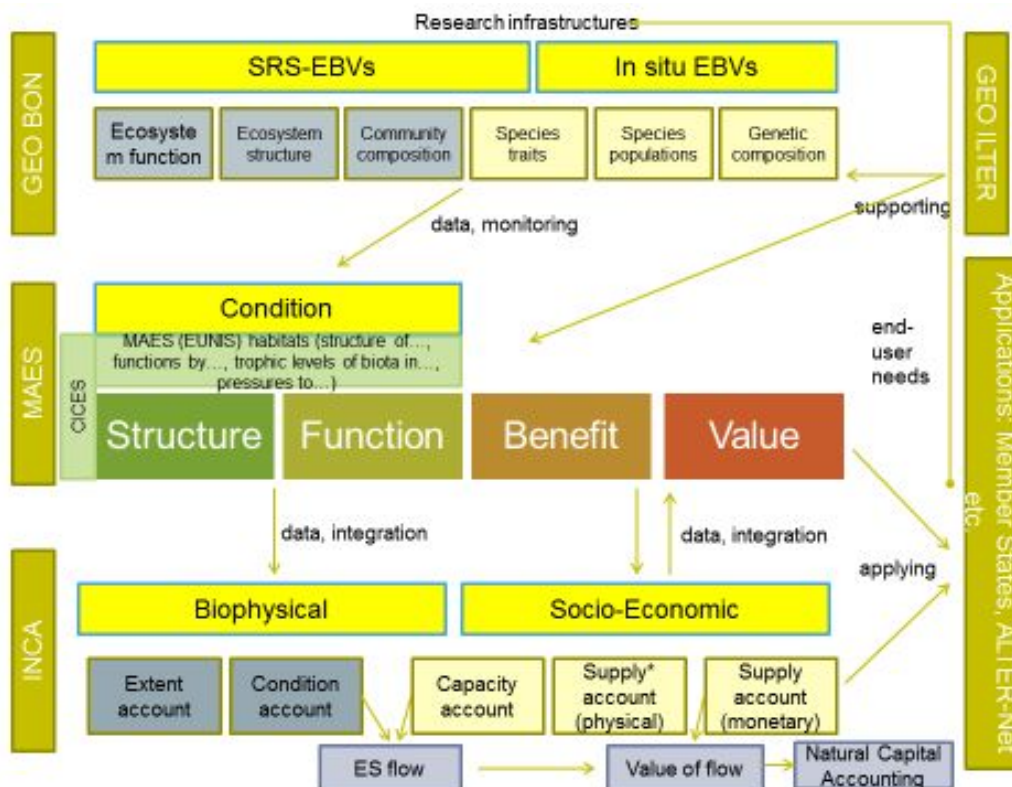 Research infrastructures
GEO BON
SRS-EBVs
In situ EBVs
GEO ILTER
Ecosyste
m function
Ecosystem
structure
Community
composition
Species
traits
Species
populations
Genetic
composition
supporting
data, monitoring
MAES
Condition
CICES
MAES (EUNIS) habitats (structure of…,
functions by…, trophic levels of biota in…,
pressures to…)
end-
user
needs
Applications: Member States, ALTER-Net
etc.
Structure
Function
Benefit
Value
data, integration
data, integration
applying
INCA
Biophysical
Socio-Economic
Extent
account
Condition
account
Capacity
account
Supply*
account
(physical)
Supply
account
(monetary)
ES flow
Value of flow
Natural Capital
Accounting